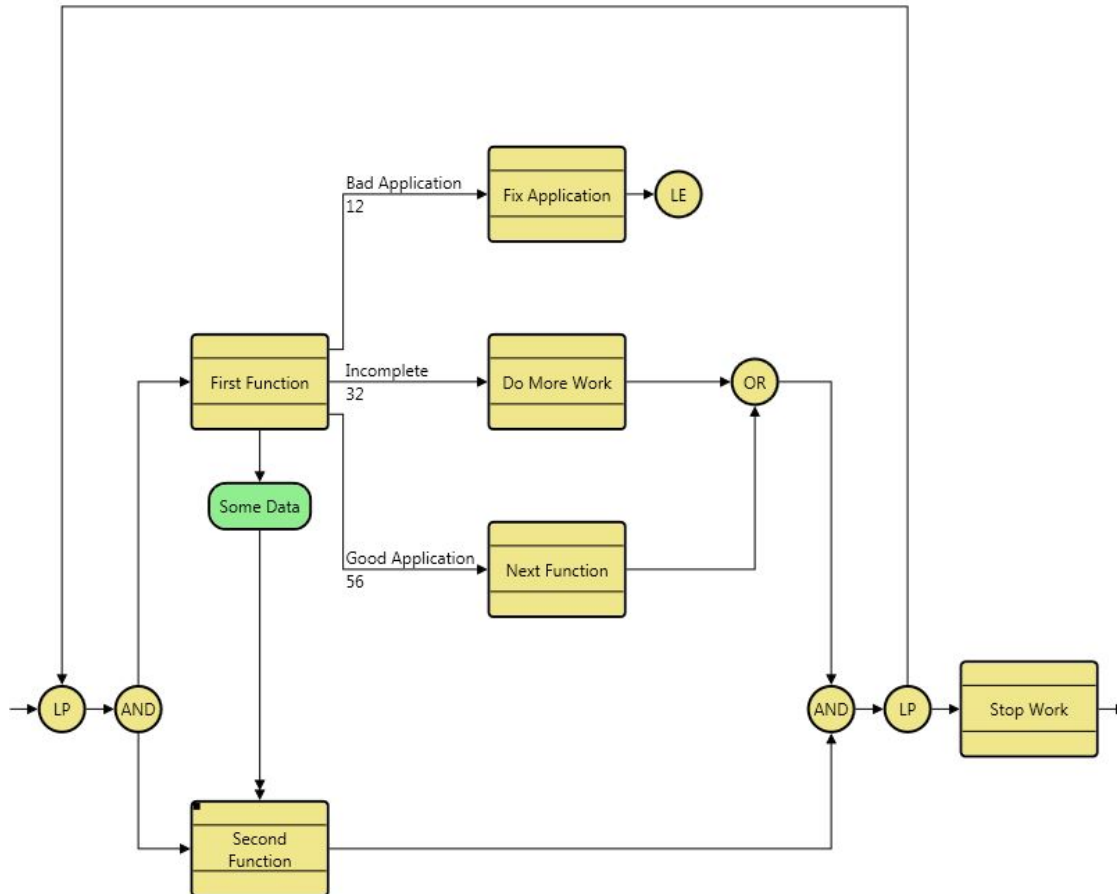 Bad Application
12
Fix Application
LE
First Function
Incomplete
32
Do More Work
OR
Some Data
Good Application
56
Next Function
LP
AND
AND
LP
Stop Work
Second
Function